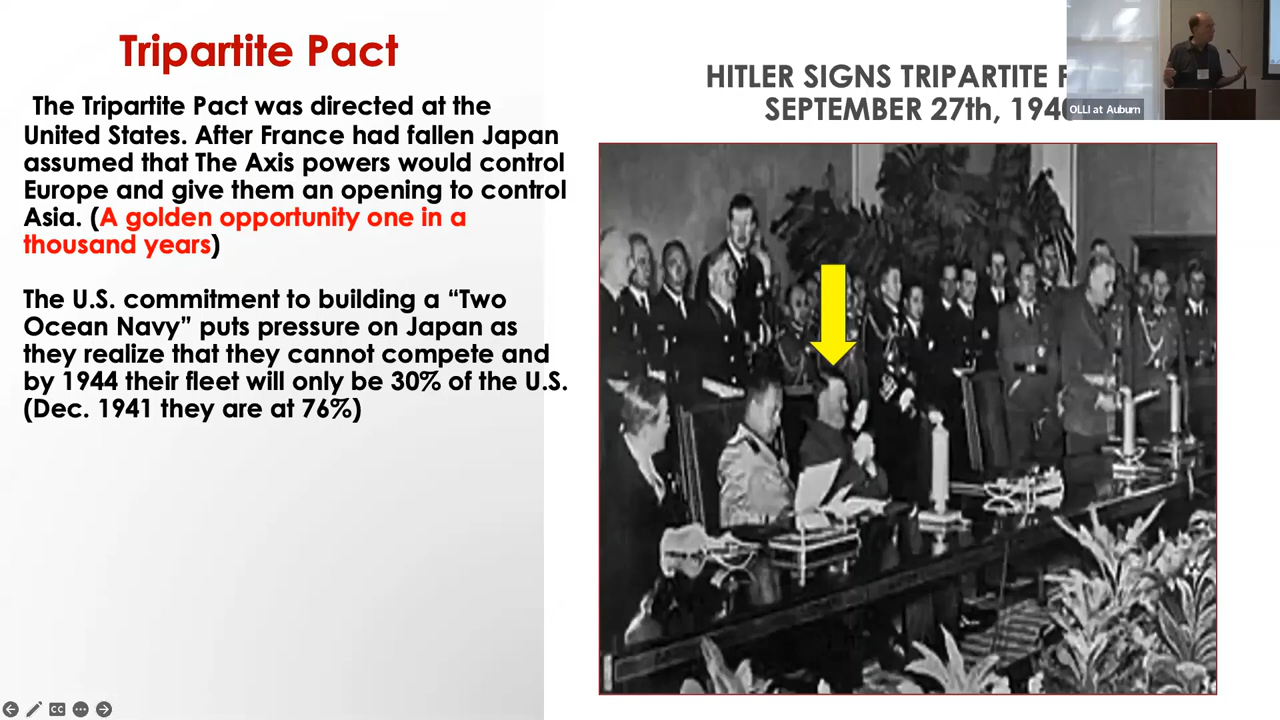 Tripartite Pact
The Tripartite Pact was directed at the
United States. After France had fallen Japan
assumed that The Axis powers would control
Europe and give them an opening to control
Asia. (A golden opportunity one in a
thousand years)
The U.S. commitment to building a “Two
Ocean Navy” puts pressure on Japan as
they realize that they cannot compete and
by 1944 their fleet will only be 30% of the U.S.
(Dec. 1941 they are at 76%)
HITLER SIGNS TRIPARTITE
SEPTEMBER 27th,
OLLI at Auburn
CC